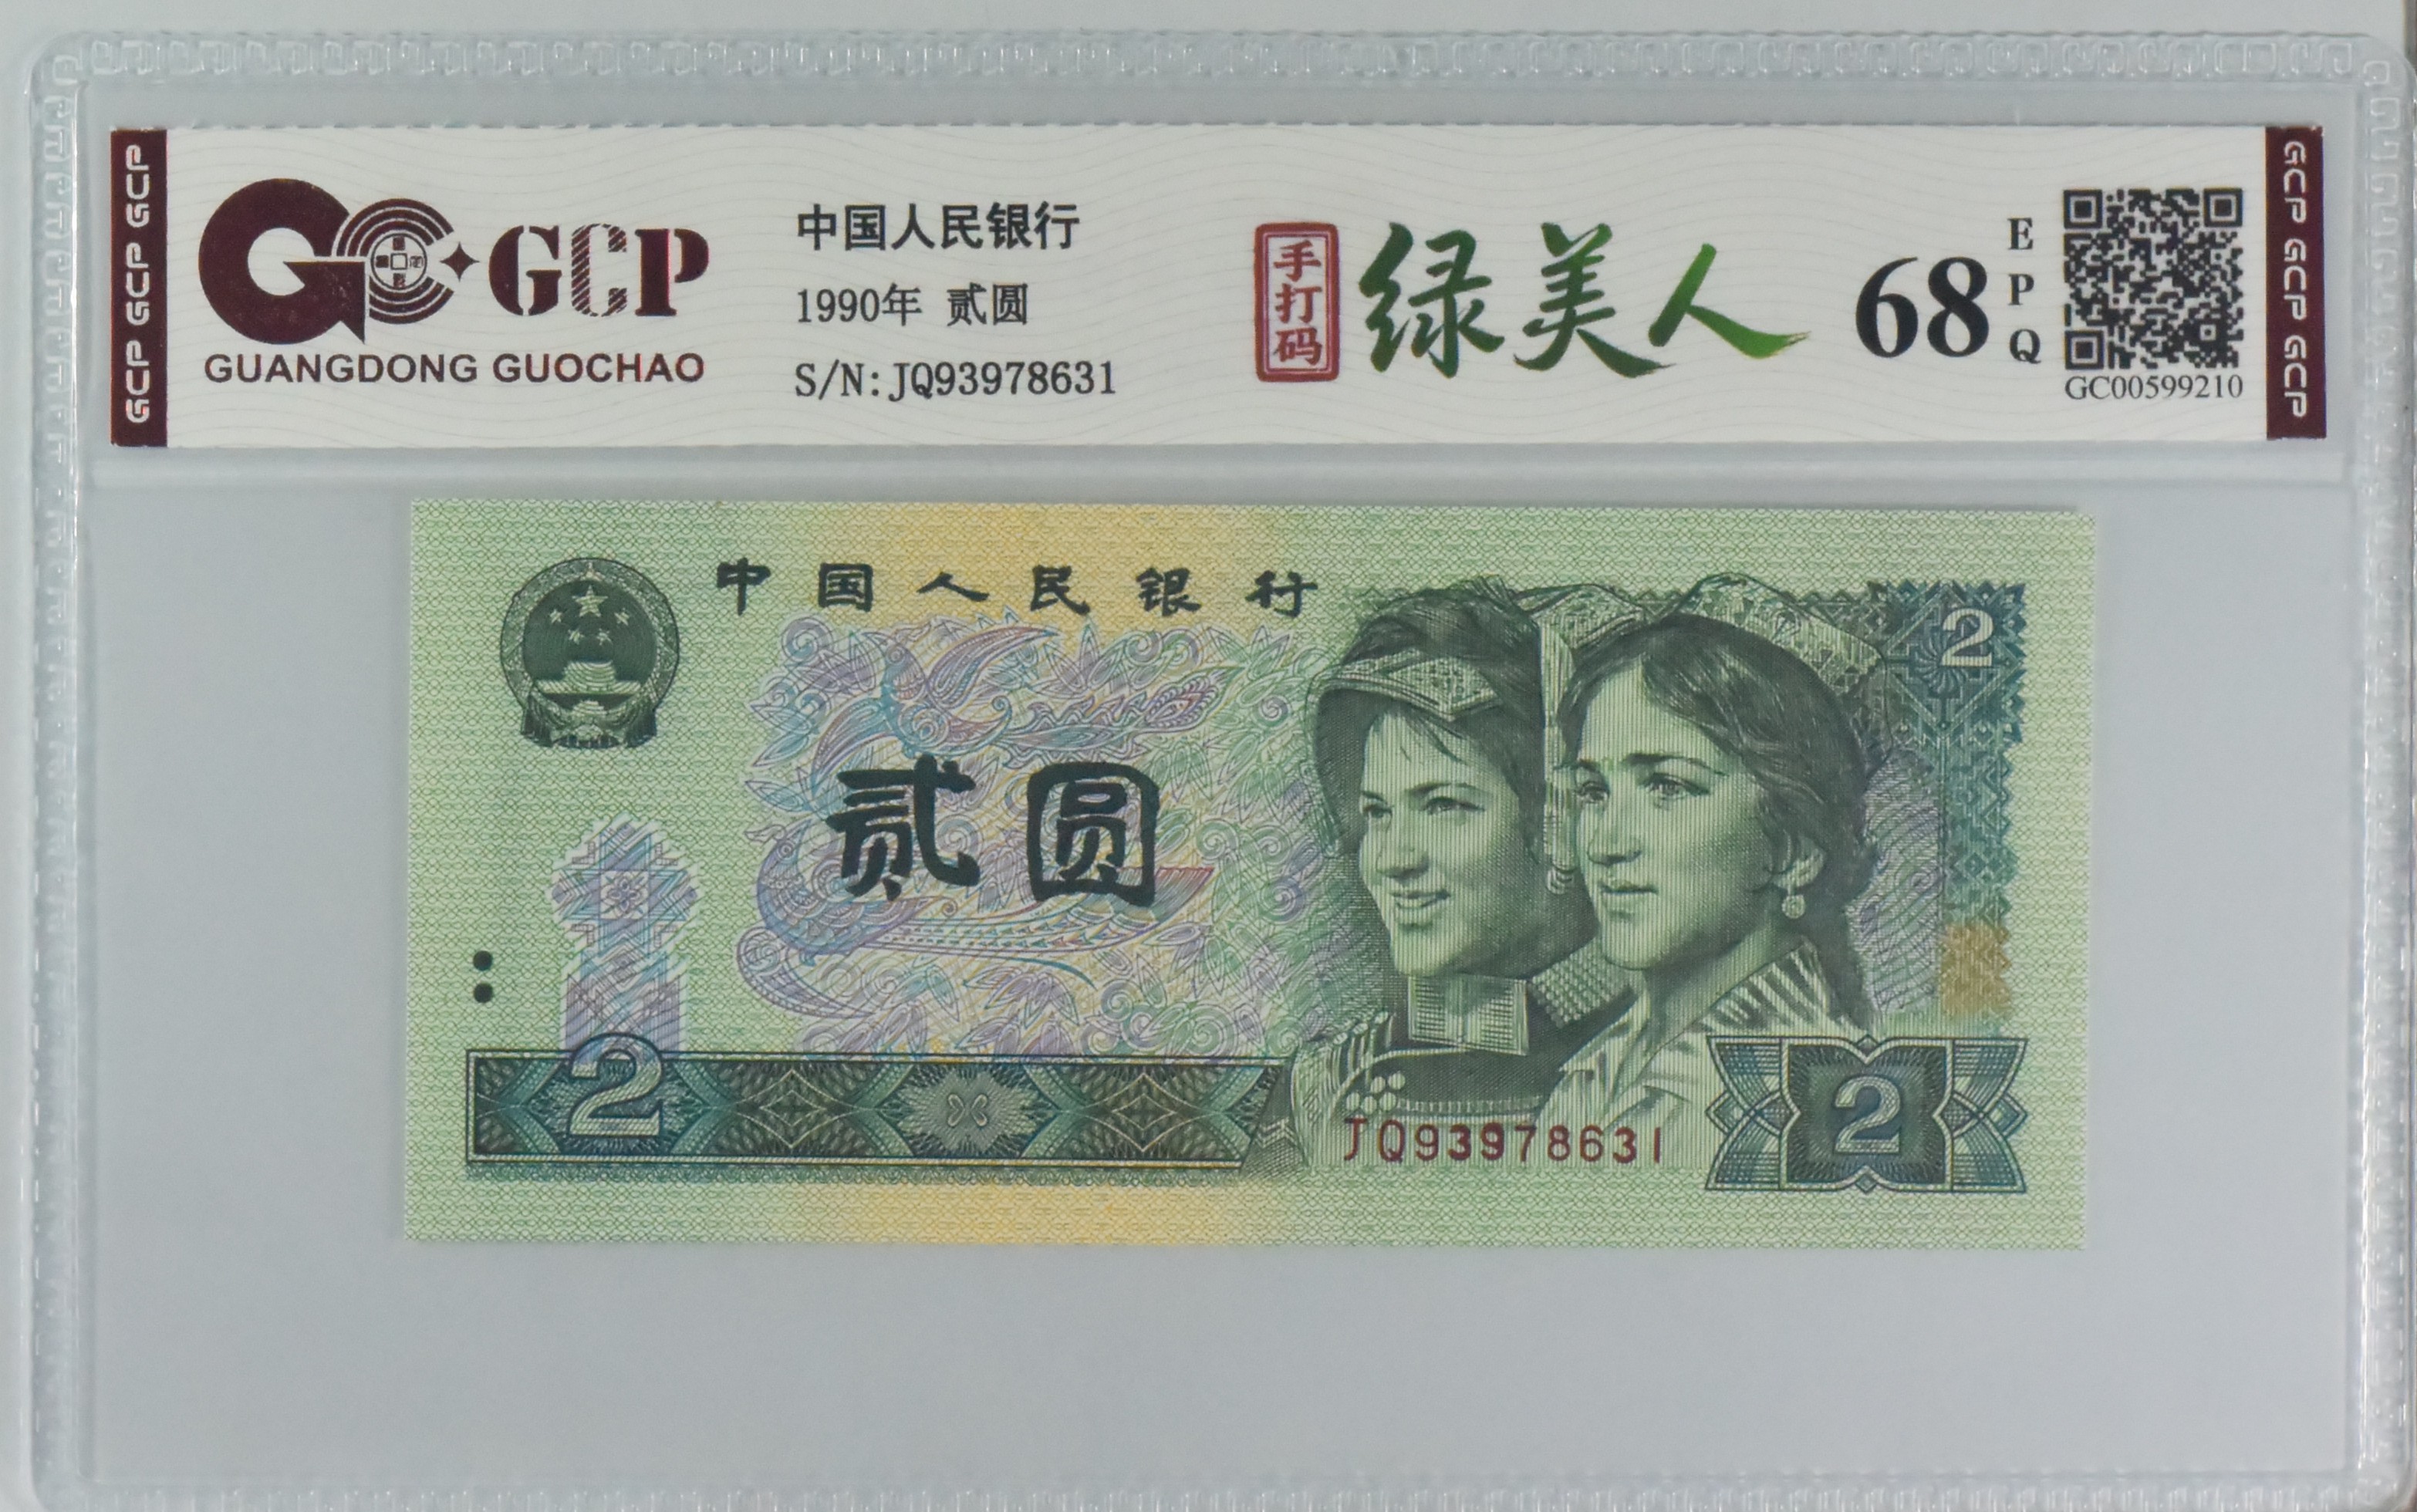 GCP GCP GCP
GC GCP
GUANGDONG GUOCHAO
中国人民银行
1990年 贰圆
S/N:JQ93978631
手打码
绿美人
68
EPQ
GC00599210
GCP GCP GCP
中国人民银行
2
贰圆
2
JQ93978631
2